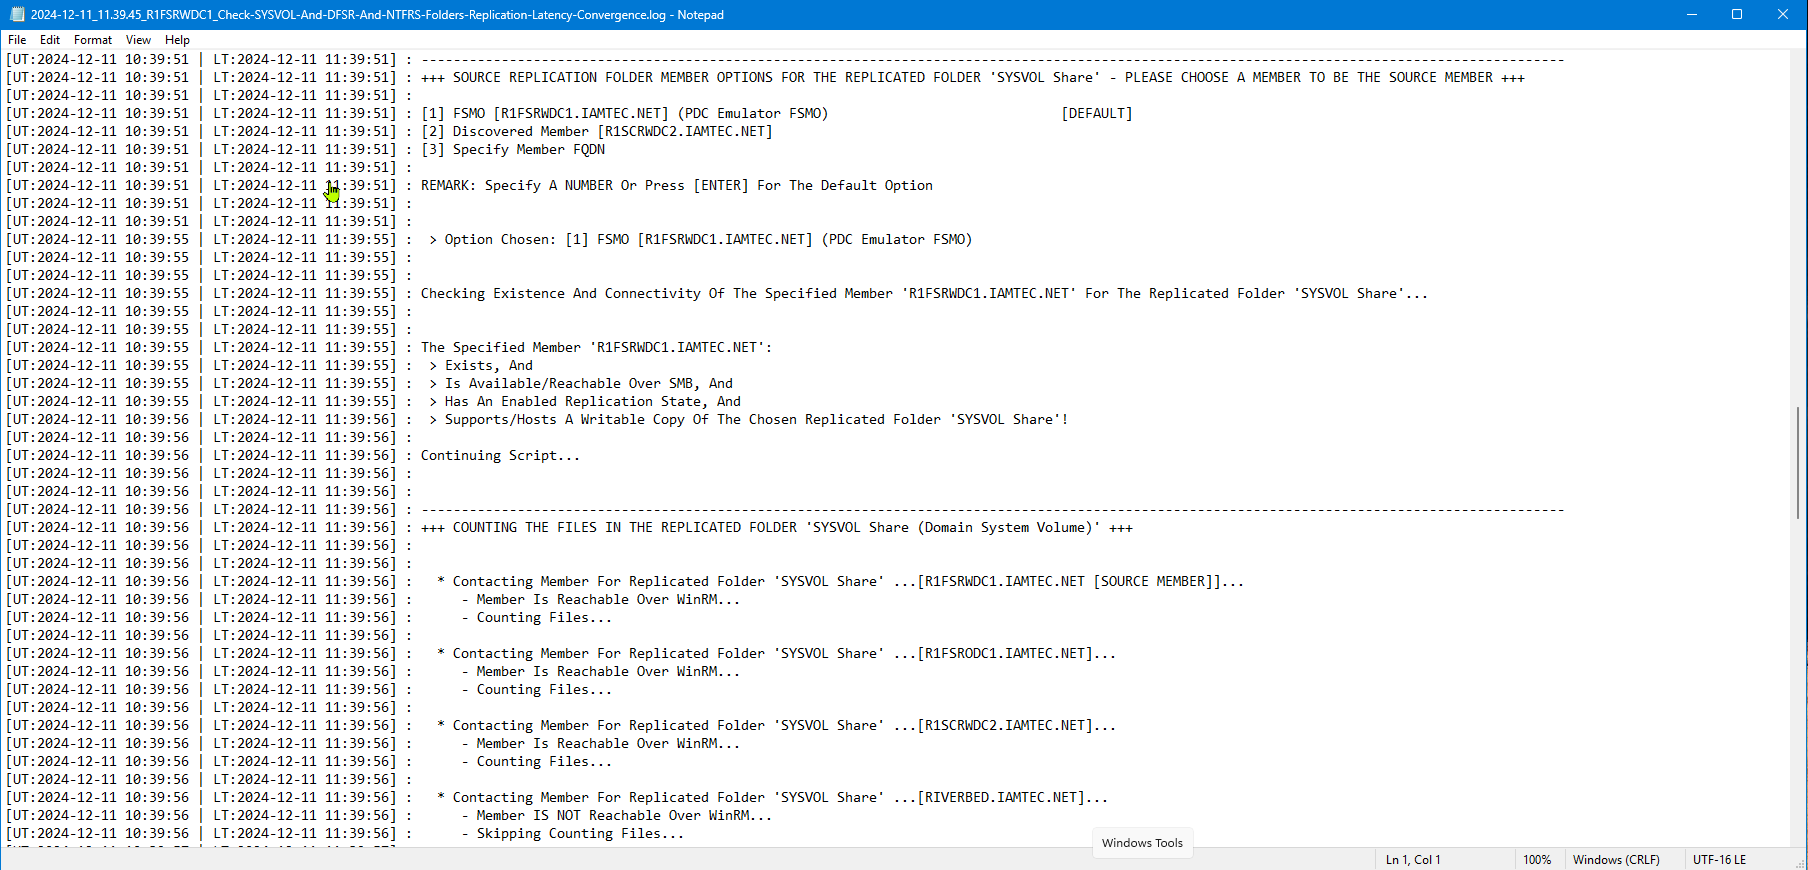 2024-12-11_11.39.45_R1FSRWDC1_Check-SYSVOL-And-DFSR-And-NTFRS-Folders-Replication-Latency-Convergence.log - Notepad
File Edit Format View Help
[UT:2024-12-11 10:39:51 | LT:2024-12-11 11:39:51] : -----------------------------------------------------------------------------------------------------------------------------------------------
[UT:2024-12-11 10:39:51 | LT:2024-12-11 11:39:51] : +++ SOURCE REPLICATION FOLDER MEMBER OPTIONS FOR THE REPLICATED FOLDER 'SYSVOL Share' - PLEASE CHOOSE A MEMBER TO BE THE SOURCE MEMBER +++
[UT:2024-12-11 10:39:51 | LT:2024-12-11 11:39:51] :
[UT:2024-12-11 10:39:51 | LT:2024-12-11 11:39:51] : [1] FSMO [R1FSRWDC1.IAMTEC.NET] (PDC Emulator FSMO)                             [DEFAULT]
[UT:2024-12-11 10:39:51 | LT:2024-12-11 11:39:51] : [2] Discovered Member [R1SCRWDC2.IAMTEC.NET]
[UT:2024-12-11 10:39:51 | LT:2024-12-11 11:39:51] : [3] Specify Member FQDN
[UT:2024-12-11 10:39:51 | LT:2024-12-11 11:39:51] :
[UT:2024-12-11 10:39:51 | LT:2024-12-11 11:39:51] : REMARK: Specify A NUMBER Or Press [ENTER] For The Default Option
[UT:2024-12-11 10:39:51 | LT:2024-12-11 11:39:51] :
[UT:2024-12-11 10:39:51 | LT:2024-12-11 11:39:51] :
[UT:2024-12-11 10:39:55 | LT:2024-12-11 11:39:55] :  > Option Chosen: [1] FSMO [R1FSRWDC1.IAMTEC.NET] (PDC Emulator FSMO)
[UT:2024-12-11 10:39:55 | LT:2024-12-11 11:39:55] :
[UT:2024-12-11 10:39:55 | LT:2024-12-11 11:39:55] :
[UT:2024-12-11 10:39:55 | LT:2024-12-11 11:39:55] : Checking Existence And Connectivity Of The Specified Member 'R1FSRWDC1.IAMTEC.NET' For The Replicated Folder 'SYSVOL Share'...
[UT:2024-12-11 10:39:55 | LT:2024-12-11 11:39:55] :
[UT:2024-12-11 10:39:55 | LT:2024-12-11 11:39:55] :
[UT:2024-12-11 10:39:55 | LT:2024-12-11 11:39:55] : The Specified Member 'R1FSRWDC1.IAMTEC.NET':
[UT:2024-12-11 10:39:55 | LT:2024-12-11 11:39:55] :  > Exists, And
[UT:2024-12-11 10:39:55 | LT:2024-12-11 11:39:55] :  > Is Available/Reachable Over SMB, And
[UT:2024-12-11 10:39:55 | LT:2024-12-11 11:39:55] :  > Has An Enabled Replication State, And
[UT:2024-12-11 10:39:56 | LT:2024-12-11 11:39:56] :  > Supports/Hosts A Writable Copy Of The Chosen Replicated Folder 'SYSVOL Share'!
[UT:2024-12-11 10:39:56 | LT:2024-12-11 11:39:56] :
[UT:2024-12-11 10:39:56 | LT:2024-12-11 11:39:56] : Continuing Script...
[UT:2024-12-11 10:39:56 | LT:2024-12-11 11:39:56] :
[UT:2024-12-11 10:39:56 | LT:2024-12-11 11:39:56] :
[UT:2024-12-11 10:39:56 | LT:2024-12-11 11:39:56] : -----------------------------------------------------------------------------------------------------------------------------------------------
[UT:2024-12-11 10:39:56 | LT:2024-12-11 11:39:56] : +++ COUNTING THE FILES IN THE REPLICATED FOLDER 'SYSVOL Share (Domain System Volume)' +++
[UT:2024-12-11 10:39:56 | LT:2024-12-11 11:39:56] :
[UT:2024-12-11 10:39:56 | LT:2024-12-11 11:39:56] :
[UT:2024-12-11 10:39:56 | LT:2024-12-11 11:39:56] :   * Contacting Member For Replicated Folder 'SYSVOL Share' ...[R1FSRWDC1.IAMTEC.NET [SOURCE MEMBER]]...
[UT:2024-12-11 10:39:56 | LT:2024-12-11 11:39:56] :      - Member Is Reachable Over WinRM...
[UT:2024-12-11 10:39:56 | LT:2024-12-11 11:39:56] :      - Counting Files...
[UT:2024-12-11 10:39:56 | LT:2024-12-11 11:39:56] :
[UT:2024-12-11 10:39:56 | LT:2024-12-11 11:39:56] :   * Contacting Member For Replicated Folder 'SYSVOL Share' ...[R1FSRODC1.IAMTEC.NET]...
[UT:2024-12-11 10:39:56 | LT:2024-12-11 11:39:56] :      - Member Is Reachable Over WinRM...
[UT:2024-12-11 10:39:56 | LT:2024-12-11 11:39:56] :      - Counting Files...
[UT:2024-12-11 10:39:56 | LT:2024-12-11 11:39:56] :
[UT:2024-12-11 10:39:56 | LT:2024-12-11 11:39:56] :   * Contacting Member For Replicated Folder 'SYSVOL Share' ...[R1SCRWDC2.IAMTEC.NET]...
[UT:2024-12-11 10:39:56 | LT:2024-12-11 11:39:56] :      - Member Is Reachable Over WinRM...
[UT:2024-12-11 10:39:56 | LT:2024-12-11 11:39:56] :      - Counting Files...
[UT:2024-12-11 10:39:56 | LT:2024-12-11 11:39:56] :
[UT:2024-12-11 10:39:56 | LT:2024-12-11 11:39:56] :   * Contacting Member For Replicated Folder 'SYSVOL Share' ...[RIVERBED.IAMTEC.NET]...
[UT:2024-12-11 10:39:56 | LT:2024-12-11 11:39:56] :      - Member IS NOT Reachable Over WinRM...
[UT:2024-12-11 10:39:56 | LT:2024-12-11 11:39:56] :      - Skipping Counting Files...
Windows Tools
Ln 1, Col 1 100% Windows (CRLF) UTF-16 LE